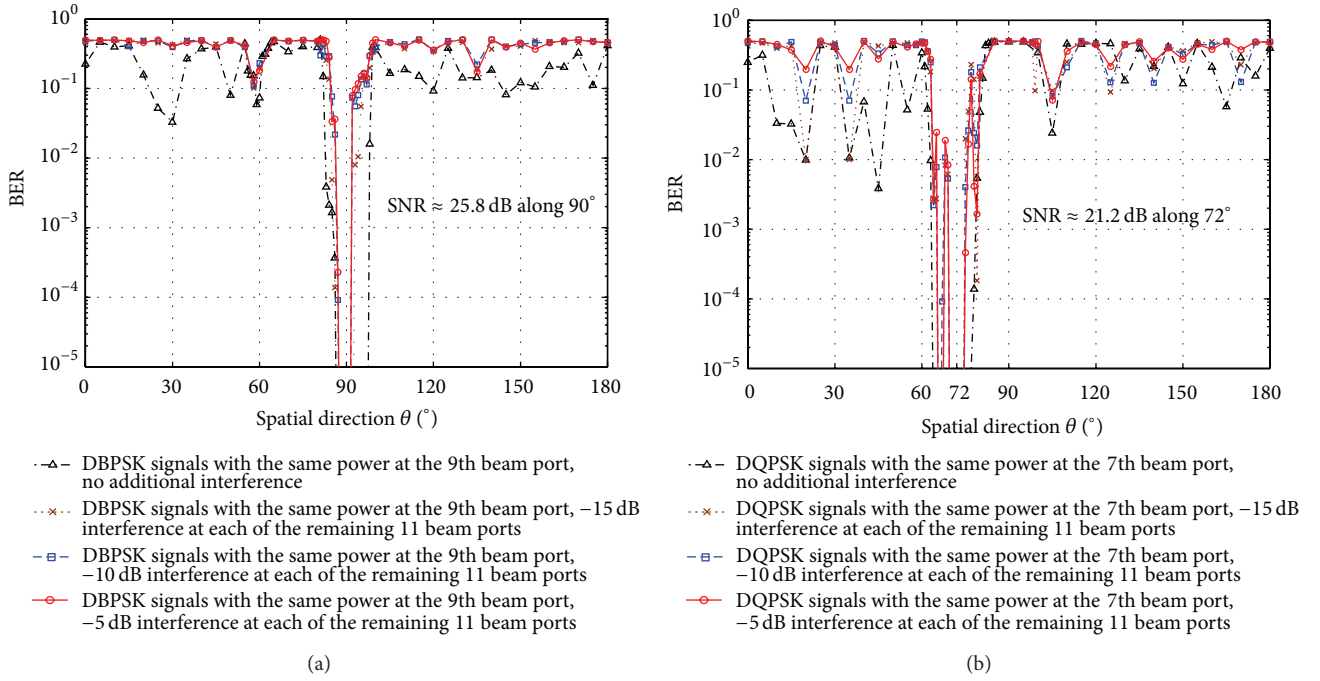 10⁰
10⁻¹
10⁻²
10⁻³
10⁻⁴
10⁻⁵
BER
SNR ≈ 25.8 dB along 90°
0 30 60 90 120 150 180
Spatial direction θ (°)
DBPSK signals with the same power at the 9th beam port,
no additional interference
DBPSK signals with the same power at the 9th beam port, −15 dB
interference at each of the remaining 11 beam ports
DBPSK signals with the same power at the 9th beam port,
−10 dB interference at each of the remaining 11 beam ports
DBPSK signals with the same power at the 9th beam port,
−5 dB interference at each of the remaining 11 beam ports
(a)
10⁰
10⁻¹
10⁻²
10⁻³
10⁻⁴
10⁻⁵
BER
SNR ≈ 21.2 dB along 72°
0 30 60 72 90 120 150 180
Spatial direction θ (°)
DQPSK signals with the same power at the 7th beam port,
no additional interference
DQPSK signals with the same power at the 7th beam port, −15 dB
interference at each of the remaining 11 beam ports
DQPSK signals with the same power at the 7th beam port,
−10 dB interference at each of the remaining 11 beam ports
DQPSK signals with the same power at the 7th beam port,
−5 dB interference at each of the remaining 11 beam ports
(b)